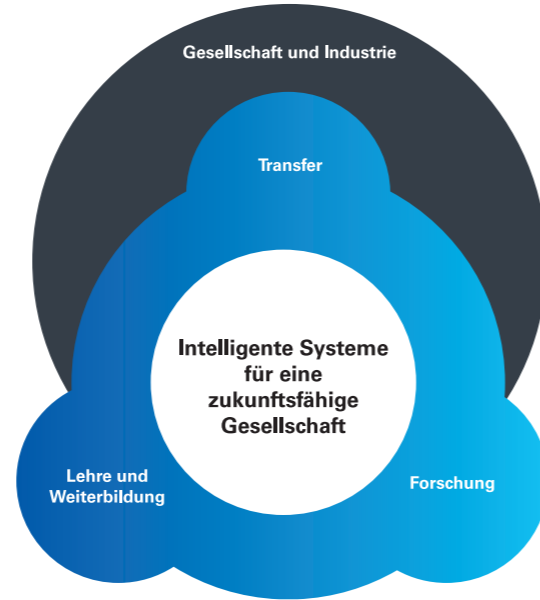 Gesellschaft und Industrie
Transfer
Intelligente Systeme
für eine
zukunftsfähige
Gesellschaft
Lehre und
Weiterbildung
Forschung